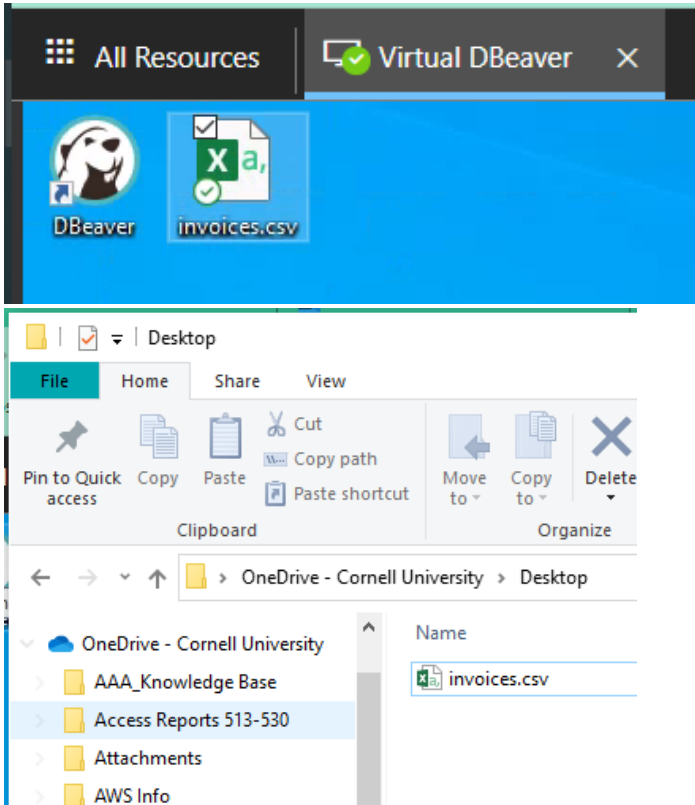 All Resources
Virtual DBeaver
DBeaver
invoices.csv
Desktop
File Home Share View
Pin to Quick access
Copy
Paste
Cut
Copy path
Paste shortcut
Move to
Copy to
Delete
Clipboard
Organize
OneDrive - Cornell University > Desktop
OneDrive - Cornell University
AAA_Knowledge Base
Access Reports 513-530
Attachments
AWS Info
Name
invoices.csv